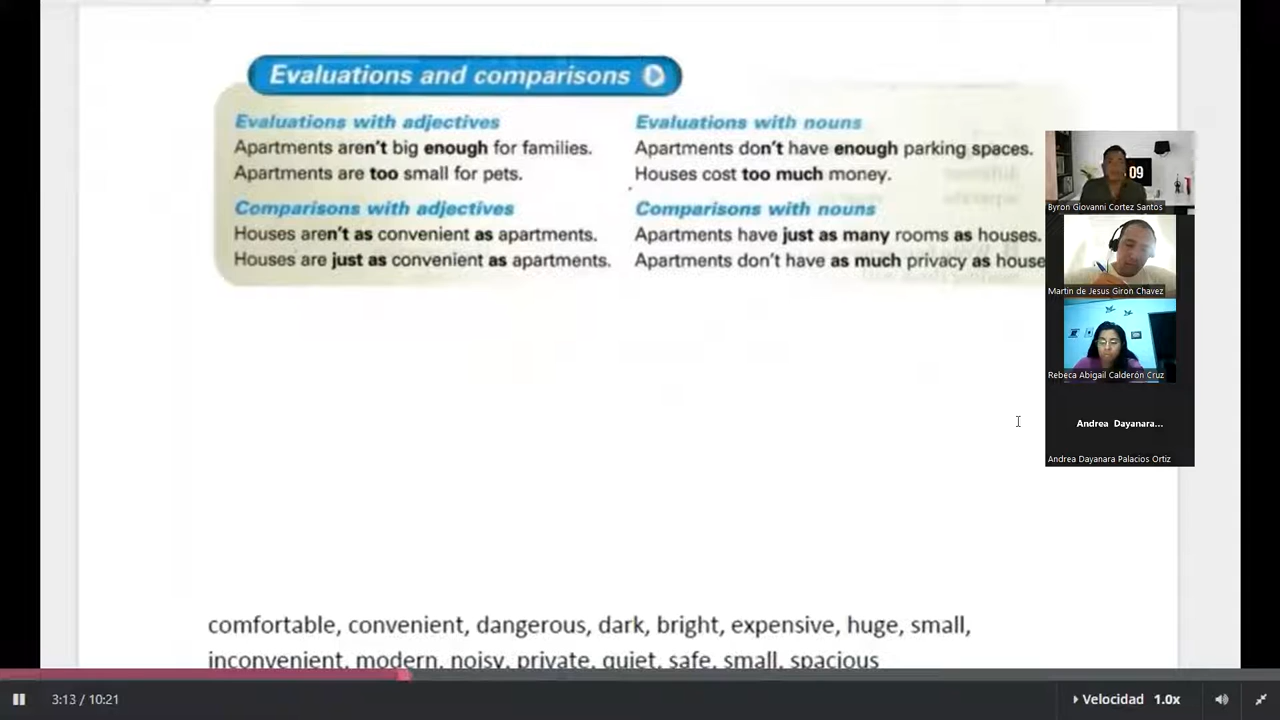 Evaluations and comparisons
Evaluations with adjectives
Apartments aren't big enough for families.
Apartments are too small for pets.
Comparisons with adjectives
Houses aren't as convenient as apartments.
Houses are just as convenient as apartments.
Evaluations with nouns
Apartments don't have enough parking spaces.
Houses cost too much money.
Comparisons with nouns
Apartments have just as many rooms as houses.
Apartments don't have as much privacy as house
09
Byron Giovanni Cortez Santos
Martin de Jesus Giron Chavez
Rebeca Abigail Calderón Cruz
Andrea Dayanara...
Andrea Dayanara Palacios Ortiz
comfortable, convenient, dangerous, dark, bright, expensive, huge, small,
inconvenient, modern, noisy, private, quiet, safe, small, spacious
3:13 / 10:21
Velocidad 1.0x